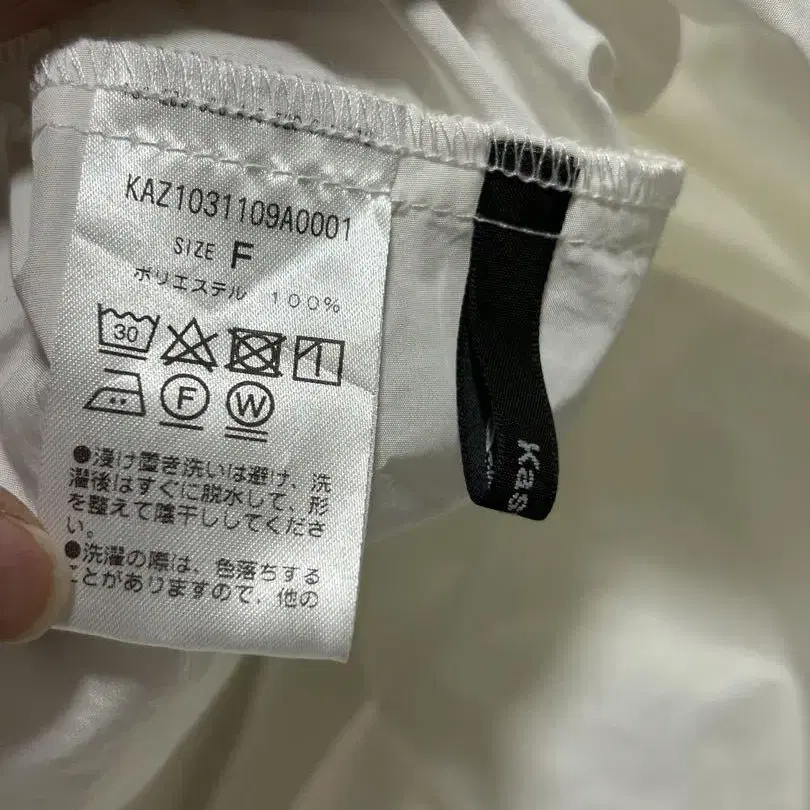 KAZ1031109A0001
SIZE F
ポリエステル 100%
30
F W
●浸け置き洗いは避け、洗
濯後はすぐに脱水して、形
を整えて陰干ししてくださ
い。
●洗濯の際は、色落ちする
ことがありますので、他の
Kas